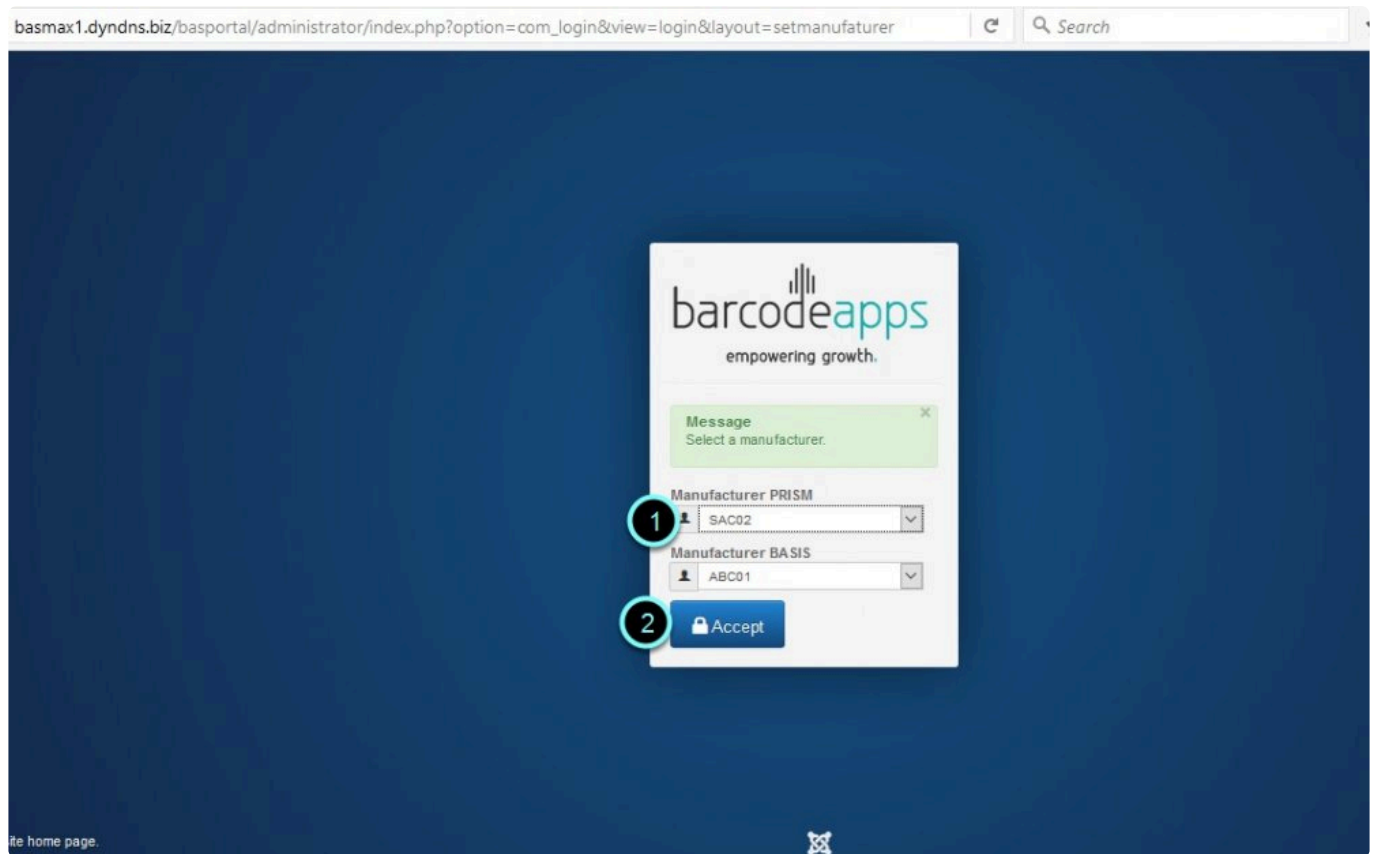 basmax1.dyndns.biz/basportal/administrator/index.php?option=com_login&view=login&layout=setmanufaturer
Search
barcodeapps
empowering growth.
Message
×
Select a manufacturer.
Manufacturer PRISM
1
SAC02
Manufacturer BASIS
ABC01
2
Accept
ite home page.